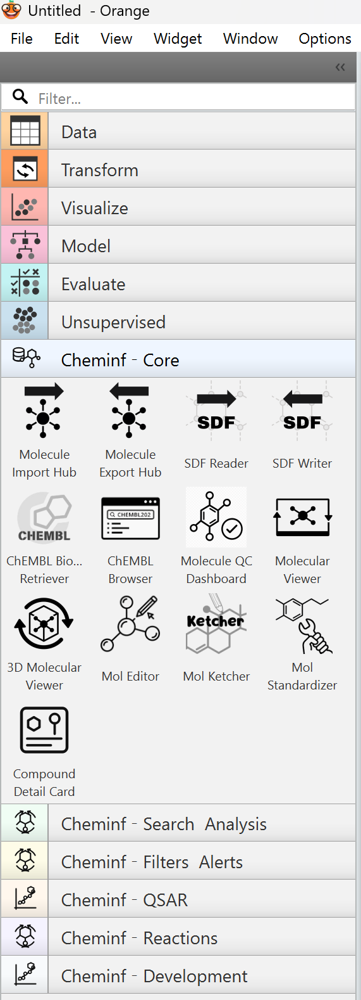 Untitled - Orange
File Edit View Widget Window Options
Filter...
Data
Transform
Visualize
Model
Evaluate
Unsupervised
Cheminf - Core
SDF
SDF
Molecule
Import Hub
Molecule
Export Hub
SDF Reader
SDF Writer
CHEMBL
CHEMBL202
ChEMBL Bio...
Retriever
ChEMBL
Browser
Molecule QC
Dashboard
Molecular
Viewer
Ketcher
3D Molecular
Viewer
Mol Editor
Mol Ketcher
Mol
Standardizer
Compound
Detail Card
Cheminf - Search Analysis
Cheminf - Filters Alerts
Cheminf - QSAR
Cheminf - Reactions
Cheminf - Development